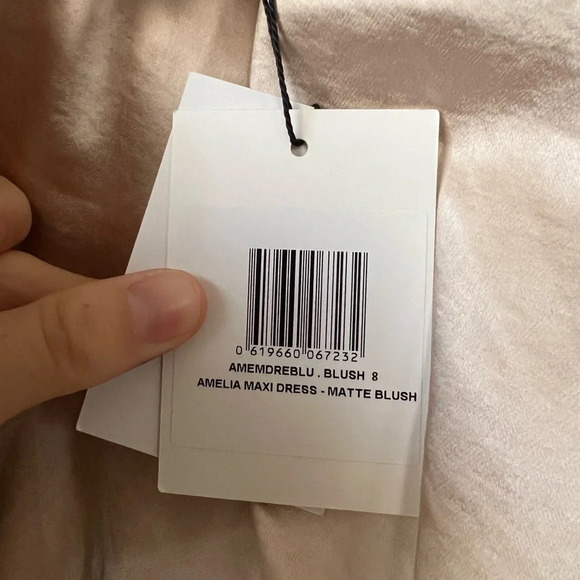 0 619660 067232
AMEMDREBLU . BLUSH 8
AMELIA MAXI DRESS - MATTE BLUSH